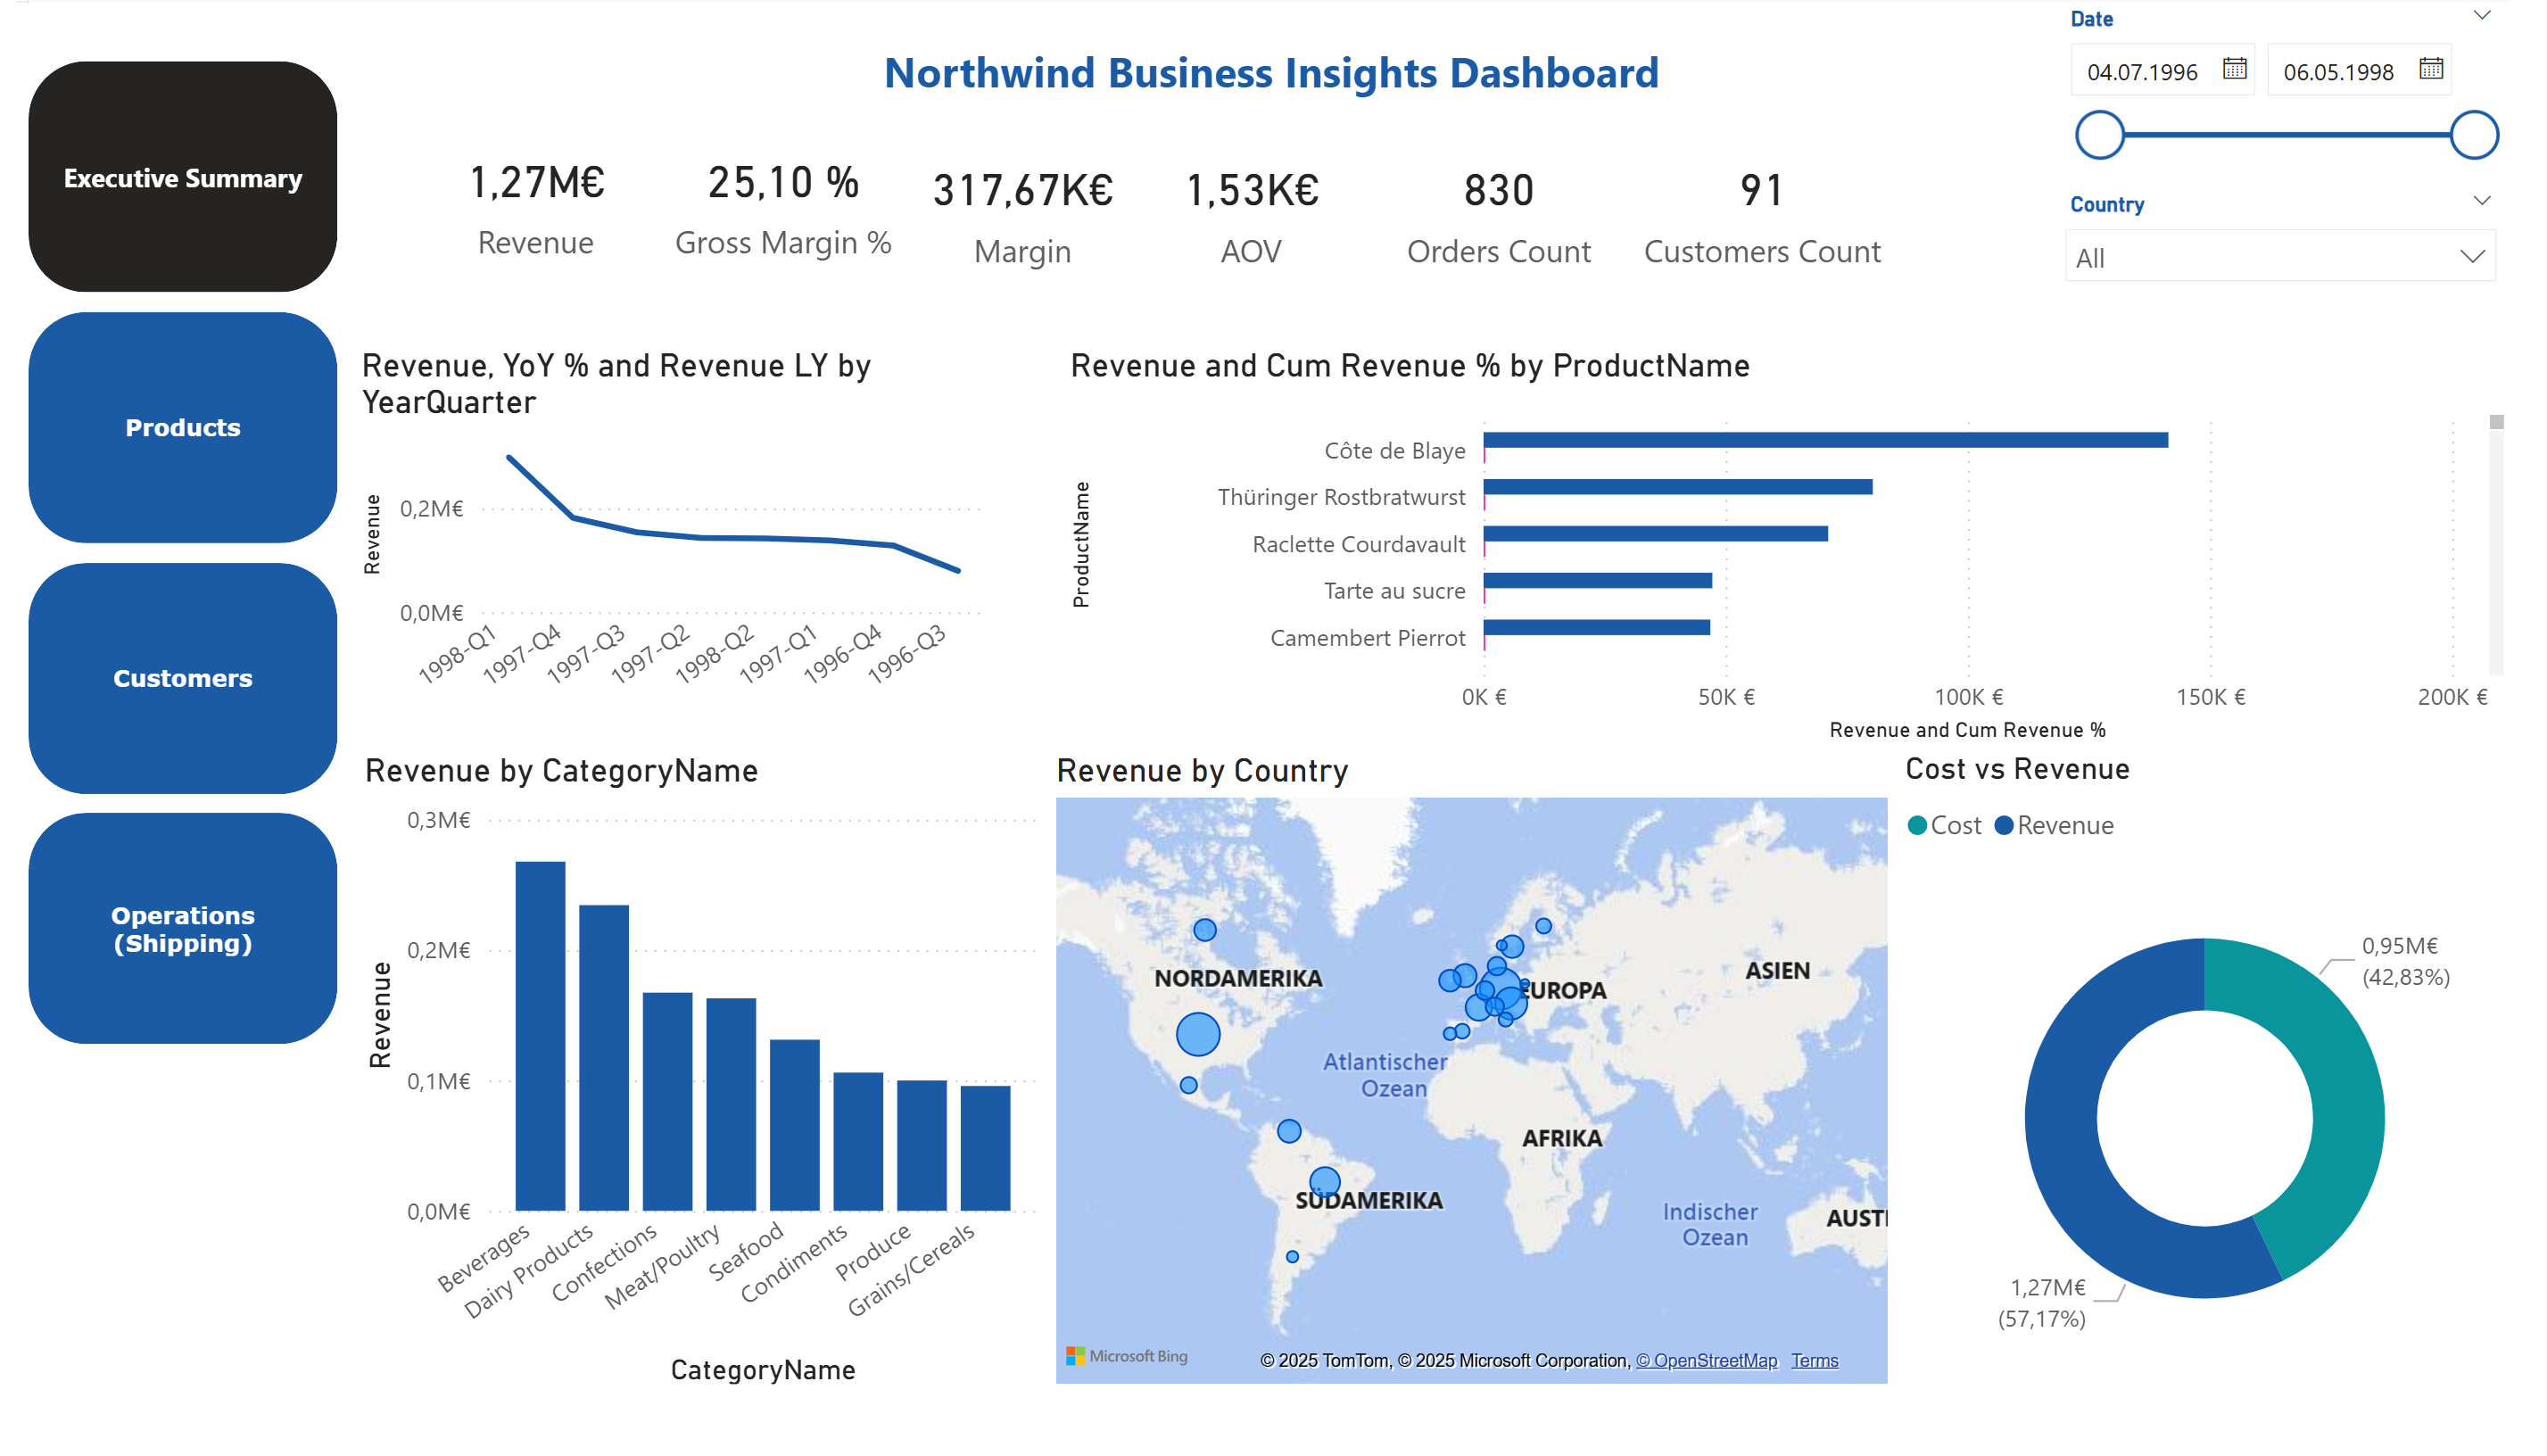 Northwind Business Insights Dashboard
Date
04.07.1996
06.05.1998
Country
All
Executive Summary
Products
Customers
Operations
(Shipping)
1,27M€
Revenue
25,10 %
Gross Margin %
317,67K€
Margin
1,53K€
AOV
830
Orders Count
91
Customers Count
Revenue, YoY % and Revenue LY by
YearQuarter
Revenue
0,2M€
0,0M€
1998-Q1
1997-Q4
1997-Q3
1997-Q2
1998-Q2
1997-Q1
1996-Q4
1996-Q3
Revenue and Cum Revenue % by ProductName
ProductName
Côte de Blaye
Thüringer Rostbratwurst
Raclette Courdavault
Tarte au sucre
Camembert Pierrot
0K €
50K €
100K €
150K €
200K €
Revenue and Cum Revenue %
Revenue by CategoryName
Revenue
0,3M€
0,2M€
0,1M€
0,0M€
Beverages
Dairy Products
Confections
Meat/Poultry
Seafood
Condiments
Produce
Grains/Cereals
CategoryName
Revenue by Country
NORDAMERIKA
EUROPA
ASIEN
Atlantischer
Ozean
AFRIKA
SÜDAMERIKA
Indischer
Ozean
AUSTI
Microsoft Bing
© 2025 TomTom, © 2025 Microsoft Corporation, © OpenStreetMap Terms
Cost vs Revenue
Cost
Revenue
0,95M€
(42,83%)
1,27M€
(57,17%)